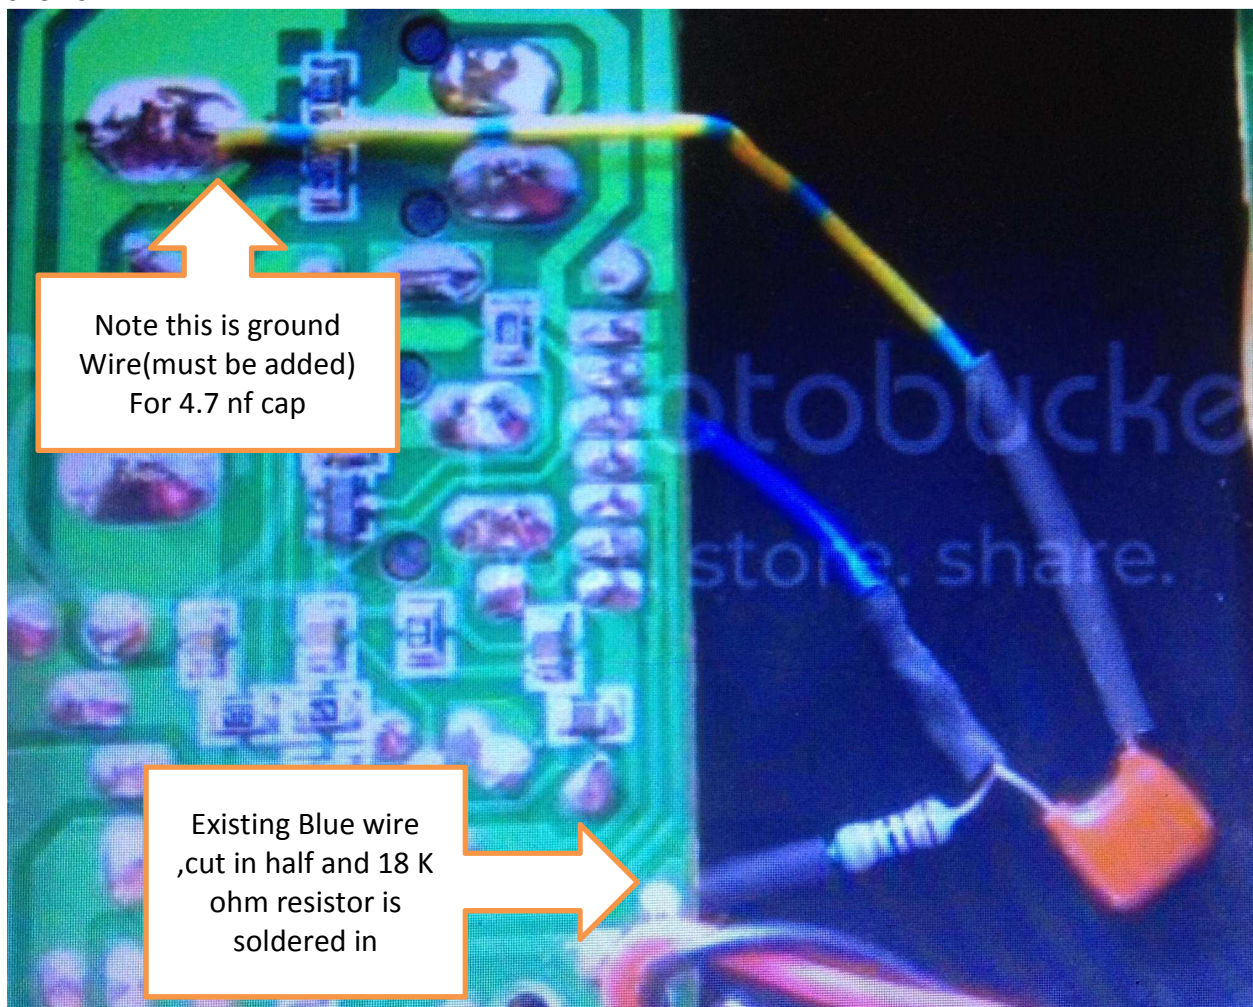 Note this is ground
Wire(must be added)
For 4.7 nf cap
otobucke
store. share.
Existing Blue wire
,cut in half and 18 K
ohm resistor is
soldered in